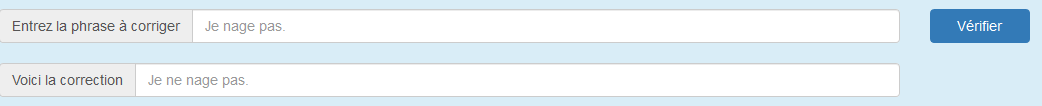 Entrez la phrase à corriger Je nage pas. Vérifier
Voici la correction Je ne nage pas.